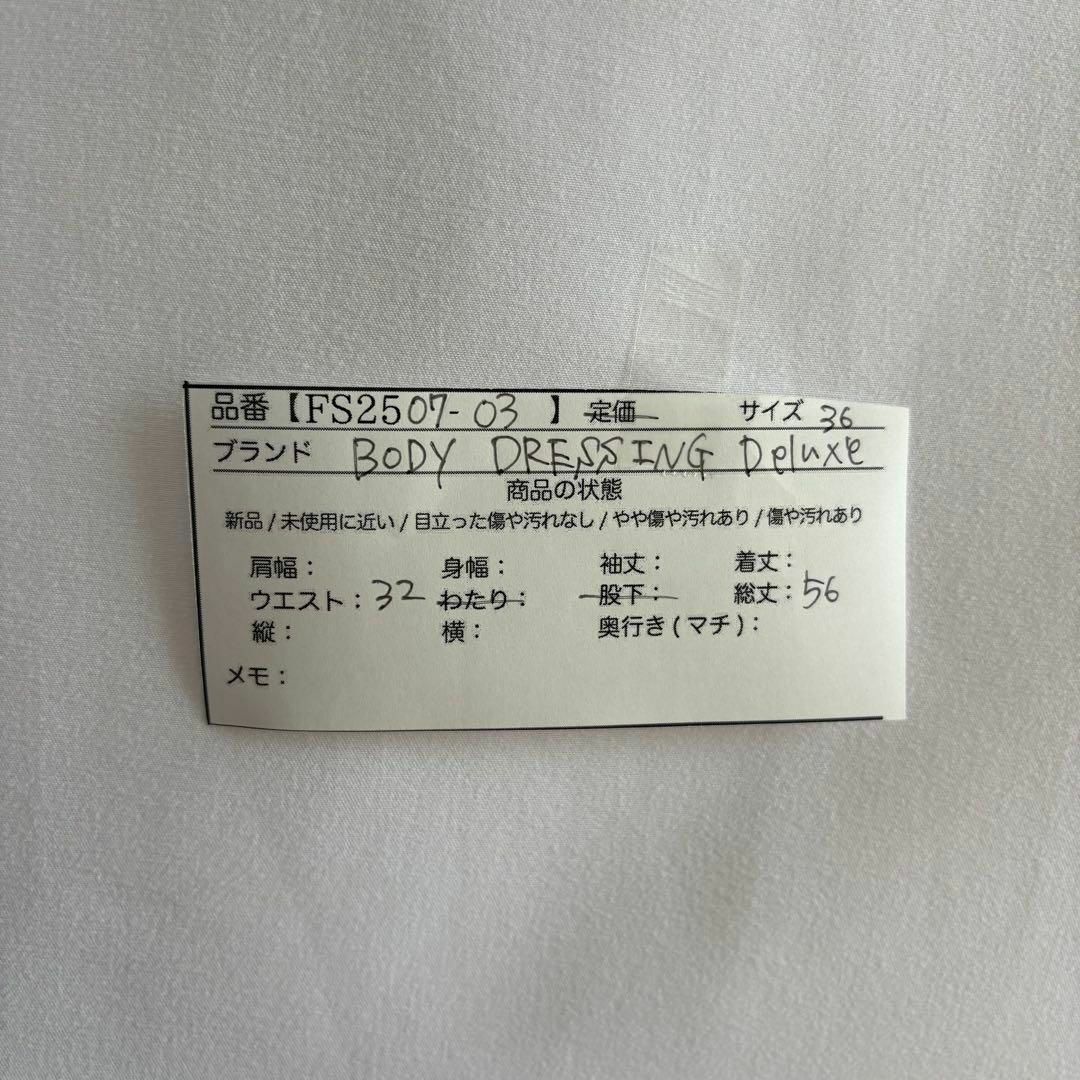 品番【FS2507-03 】定価 サイズ 36
ブランド BODY DRESSING Deluxe
商品の状態
新品 / 未使用に近い / 目立った傷や汚れなし / やや傷や汚れあり / 傷や汚れあり
肩幅： 身幅： 袖丈： 着丈：
ウエスト：32 わたり： 股下： 総丈：56
縦： 横： 奥行き ( マチ )：
メモ：